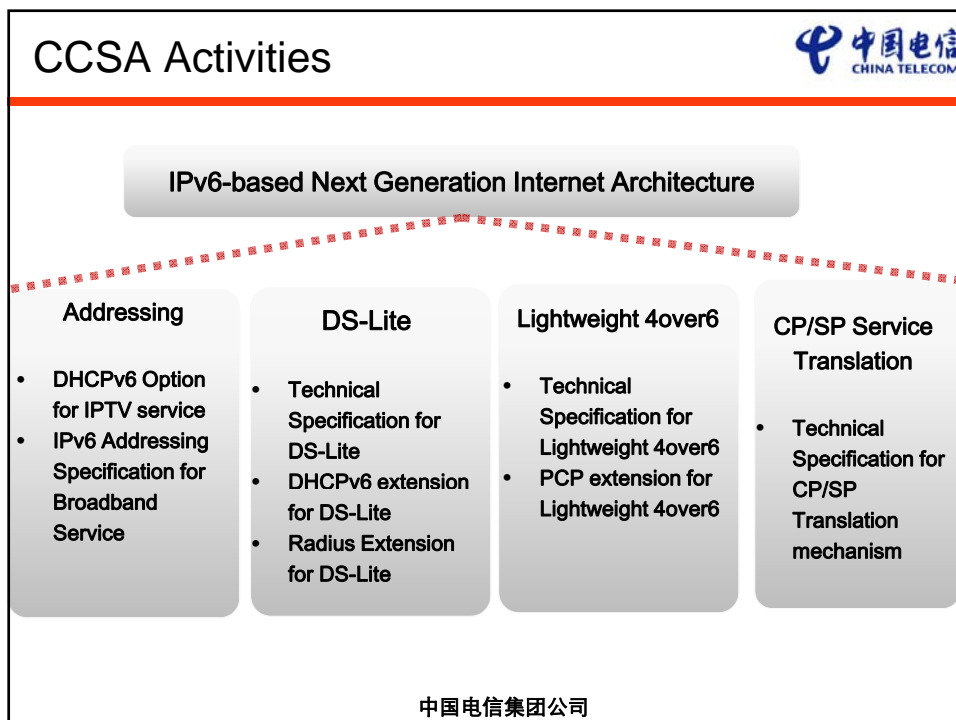 CCSA Activities
中国电信
CHINA TELECOM
IPv6-based Next Generation Internet Architecture
Addressing
• DHCPv6 Option
for IPTV service
• IPv6 Addressing
Specification for
Broadband
Service
DS-Lite
• Technical
Specification for
DS-Lite
• DHCPv6 extension
for DS-Lite
• Radius Extension
for DS-Lite
Lightweight 4over6
• Technical
Specification for
Lightweight 4over6
• PCP extension for
Lightweight 4over6
CP/SP Service
Translation
• Technical
Specification for
CP/SP
Translation
mechanism
中国电信集团公司